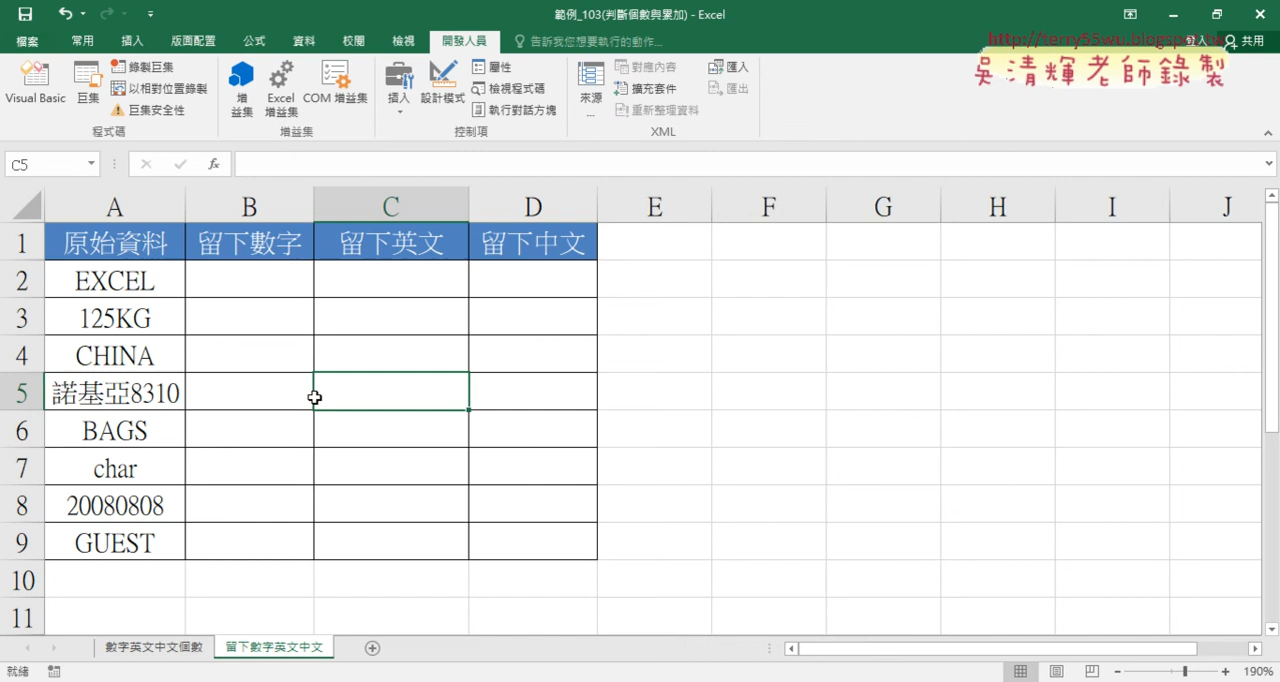 範例_103(判斷個數與累加) - Excel
http://terry55wu.blogspot.tw
吳清輝老師錄製
檔案 常用 插入 版面配置 公式 資料 校閱 檢視 開發人員 告訴我您想要執行的動作... 登入 共用
Visual Basic 巨集 錄製巨集 以相對位置錄製 巨集安全性
增益集 Excel 增益集 COM 增益集
插入 設計模式 屬性 檢視程式碼 執行對話方塊
來源... 對應內容 擴充套件 重新整理資料 匯入 匯出
程式碼 增益集 控制項 XML
C5 fx
A B C D E F G H I J
1 原始資料 留下數字 留下英文 留下中文
2 EXCEL
3 125KG
4 CHINA
5 諾基亞8310
6 BAGS
7 char
8 20080808
9 GUEST
10
11
數字英文中文個數 留下數字英文中文
就緒 190%